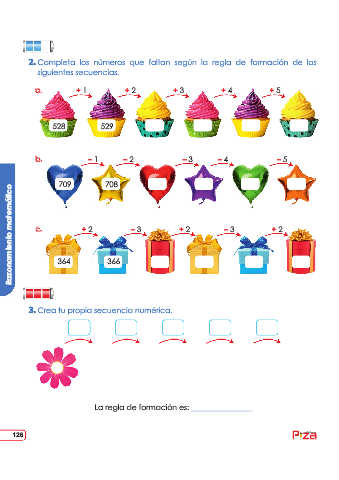 2. Completa los números que faltan según la regla de formación de las
siguientes secuencias.
a. + 1 + 2 + 3 + 4 + 5
528 529
b. – 1 – 2 – 3 – 4 – 5
709 708
c. + 2 – 3 + 2 – 3 + 2
364 366
Razonamiento matemático
3. Crea tu propia secuencia numérica.
La regla de formación es:
126
Piza